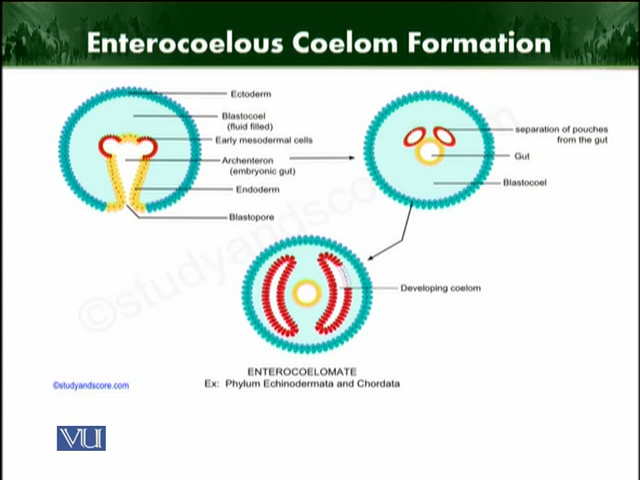 Enterocoelous Coelom Formation
Ectoderm
Blastocoel
(fluid filled)
Early mesodermal cells
Archenteron
(embryonic gut)
Endoderm
Blastopore
separation of pouches
from the gut
Gut
Blastocoel
Developing coelom
ENTEROCOELOMATE
Ex: Phylum Echinodermata and Chordata
©studyandscore.com
©studyandscore.com
VU